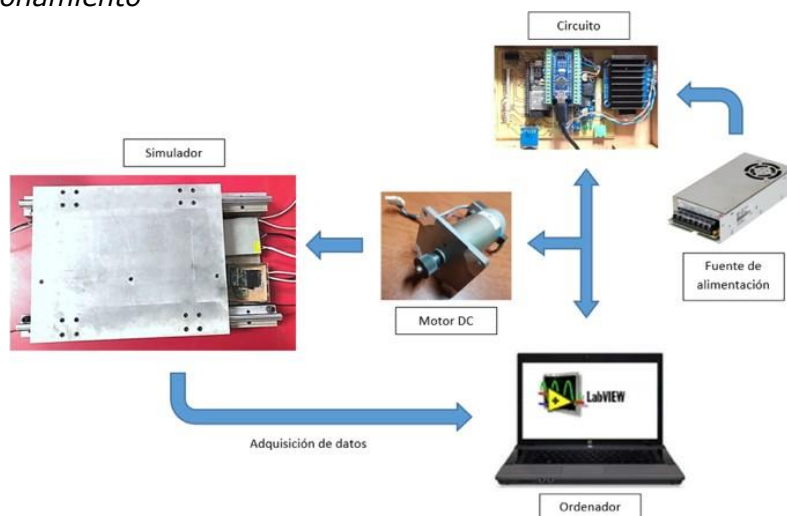 onamiento
Circuito
Simulador
Fuente de
alimentación
Motor DC
LabVIEW
Adquisición de datos
Ordenador